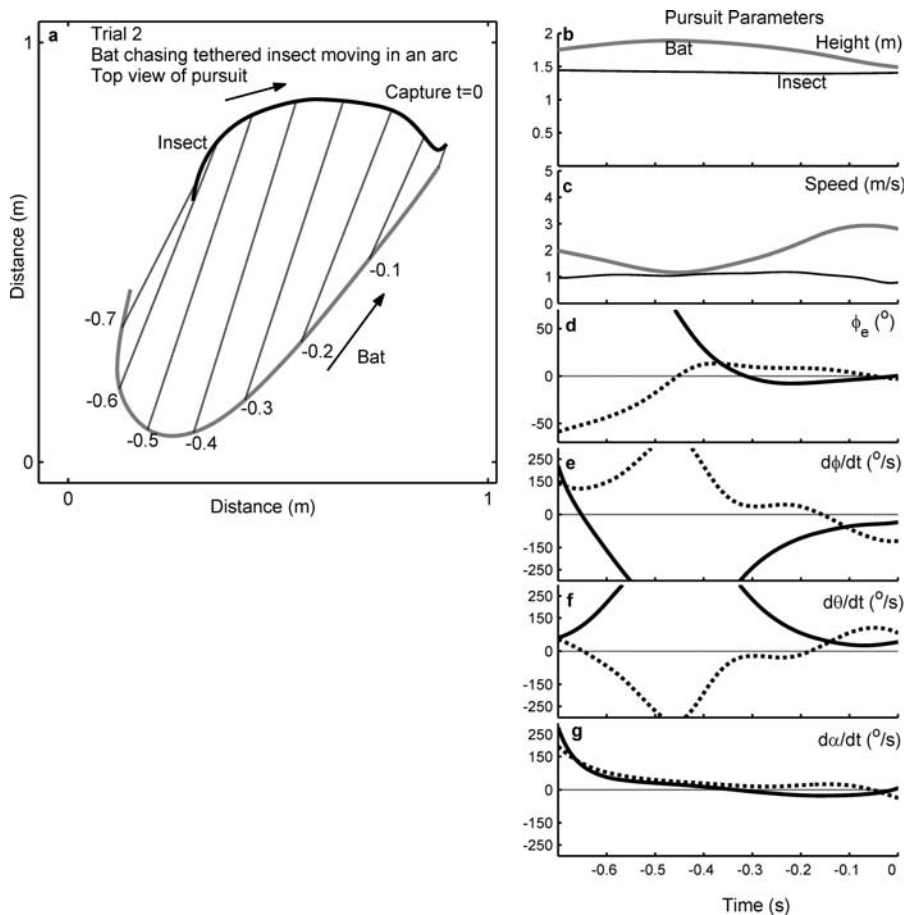 a
Trial 2
Bat chasing tethered insect moving in an arc
Top view of pursuit
Capture t=0
Insect
Bat
-0.7
-0.6
-0.5
-0.4
-0.3
-0.2
-0.1
1
0
Distance (m)
0
1
Distance (m)
Pursuit Parameters
b
Height (m)
Bat
Insect
2
1.5
1
0.5
c
Speed (m/s)
5
4
3
2
1
0
d
ϕe (°)
50
0
-50
e
dϕ/dt (°/s)
250
150
0
-150
250
f
dθ/dt (°/s)
250
150
0
-150
250
g
dα/dt (°/s)
250
150
0
150
250
-0.6 -0.5 -0.4 -0.3 -0.2 -0.1 0
Time (s)